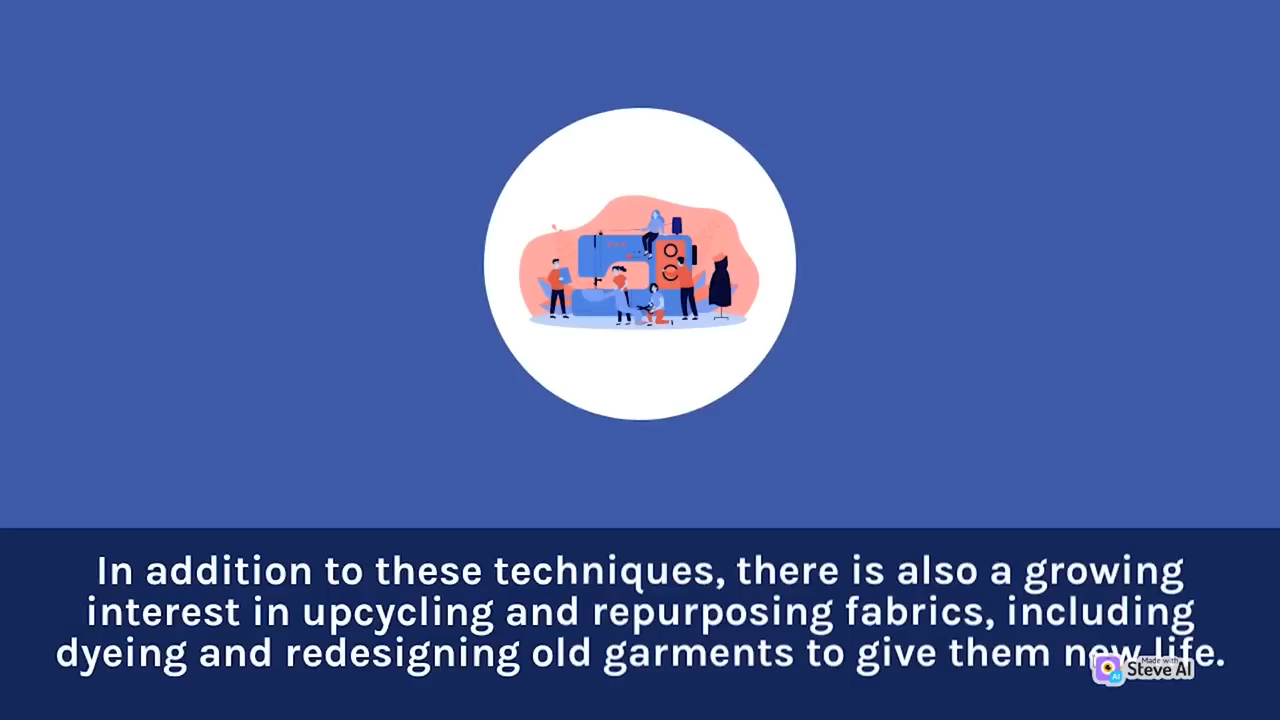 In addition to these techniques, there is also a growing
interest in upcycling and repurposing fabrics, including
dyeing and redesigning old garments to give them new life.
Made with
Steve AI
AI